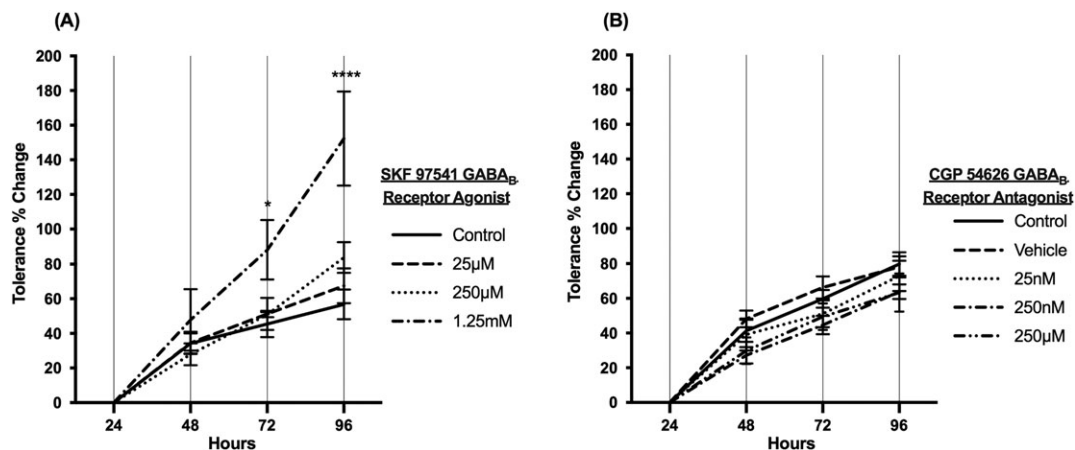 (A)
****
*
200
180
160
140
120
100
80
60
40
20
0
Tolerance % Change
24
48
72
96
Hours
SKF 97541 GABAB
Receptor Agonist
Control
25µM
250µM
1.25mM
(B)
200
180
160
140
120
100
80
60
40
20
0
Tolerance % Change
24
48
72
96
Hours
CGP 54626 GABAB
Receptor Antagonist
Control
Vehicle
25nM
250nM
250µM